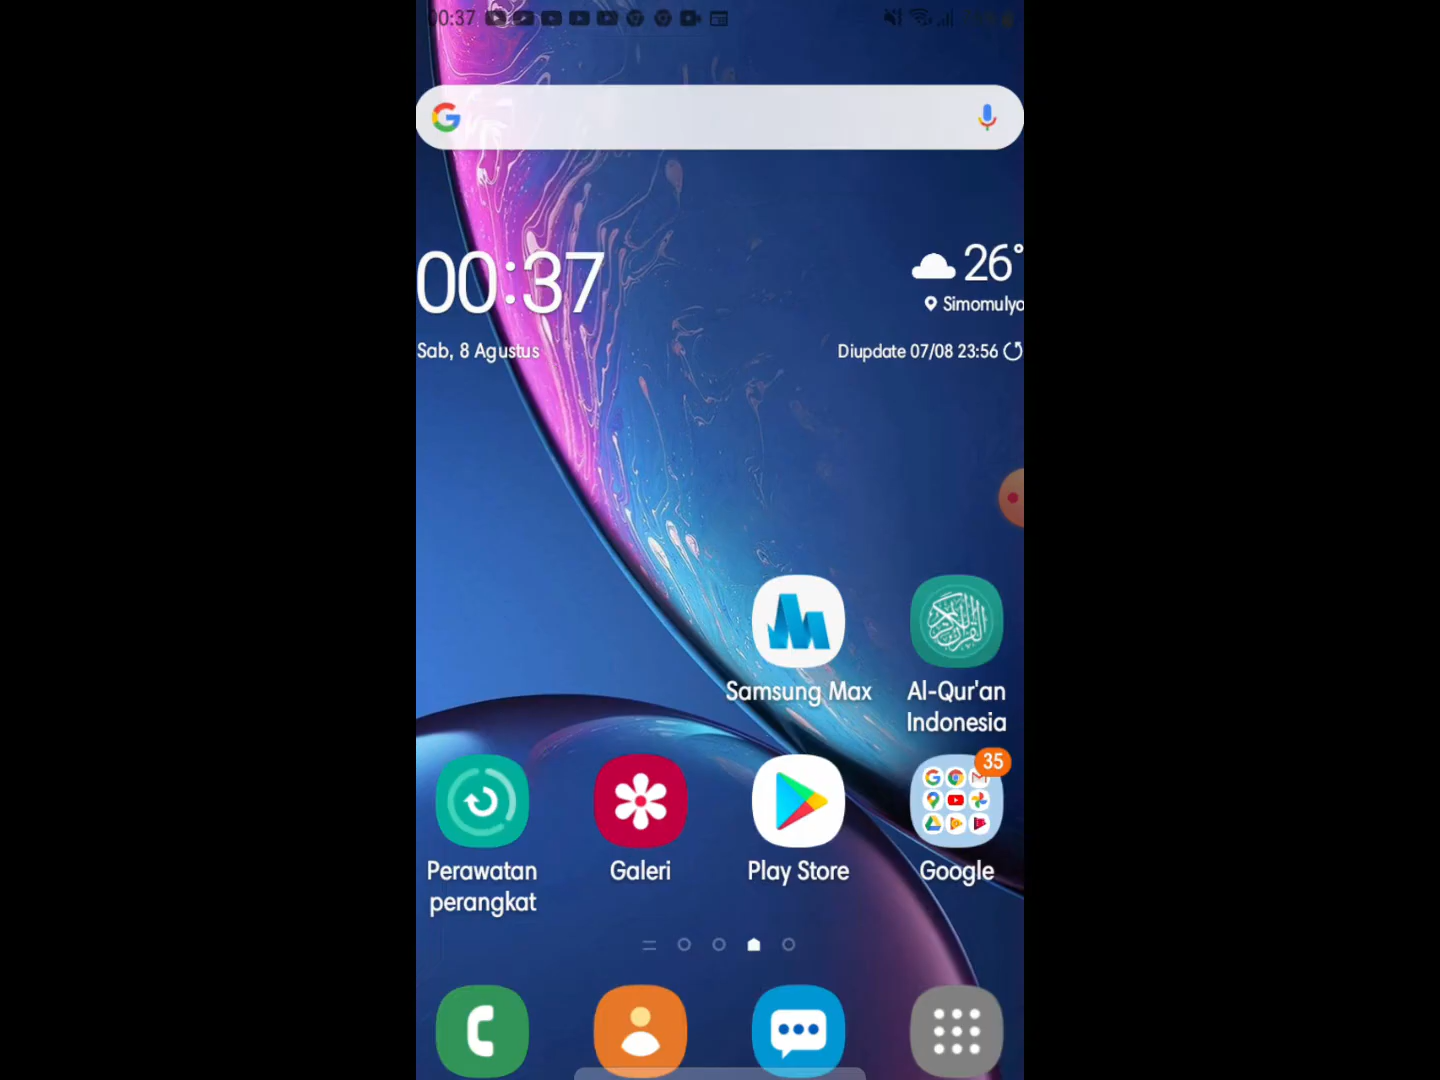 00:37
00:37
26°
Simomulyo
Sab, 8 Agustus
Diupdate 07/08 23:56
Samsung Max
Al-Qur'an
Indonesia
35
Perawatan
perangkat
Galeri
Play Store
Google